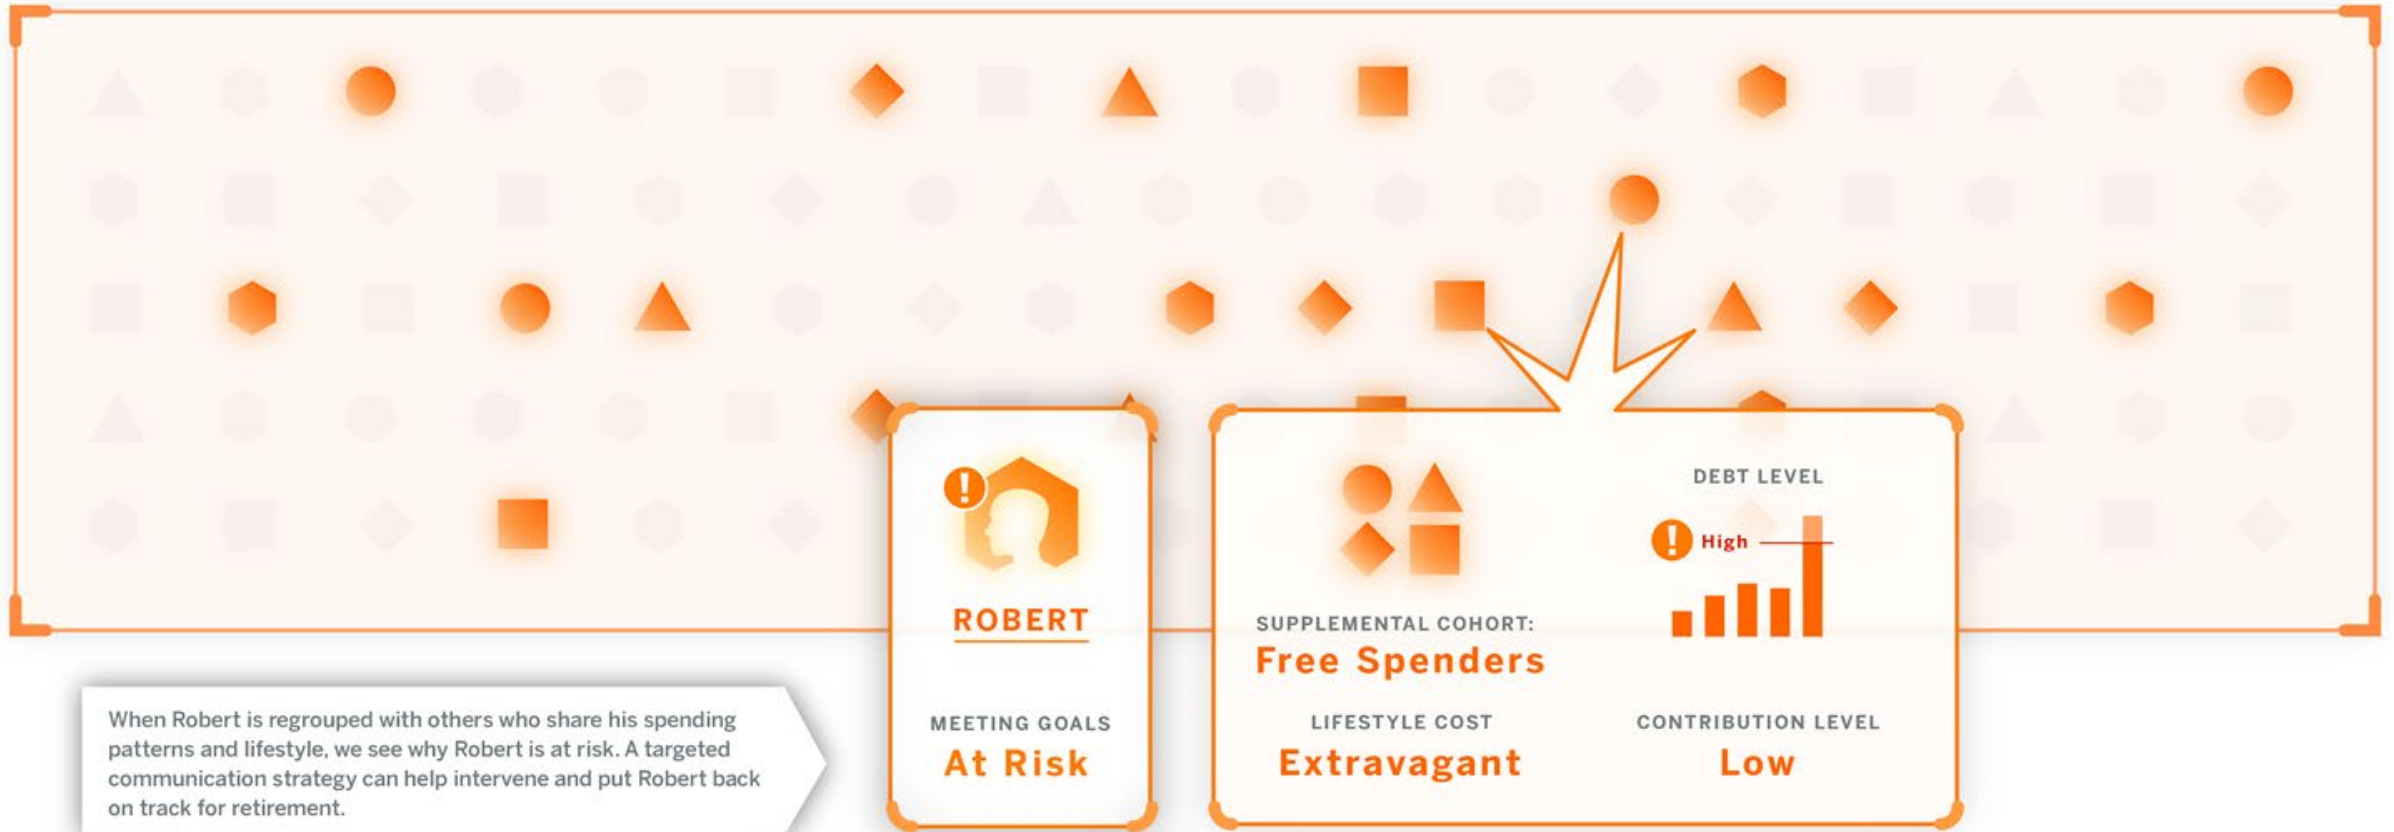 !
ROBERT
MEETING GOALS
At Risk
SUPPLEMENTAL COHORT:
Free Spenders
DEBT LEVEL
! High
LIFESTYLE COST
Extravagant
CONTRIBUTION LEVEL
Low
When Robert is regrouped with others who share his spending
patterns and lifestyle, we see why Robert is at risk. A targeted
communication strategy can help intervene and put Robert back
on track for retirement.